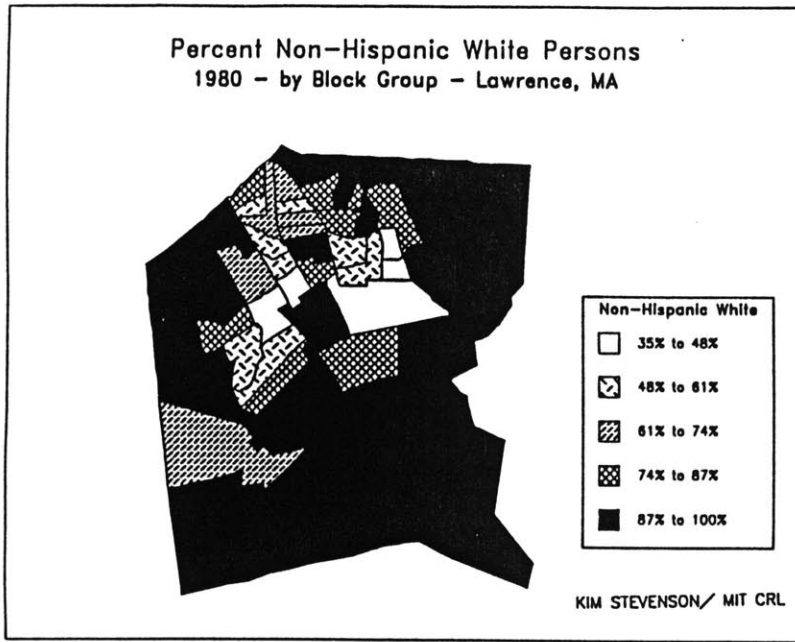 Percent Non-Hispanic White Persons
1980 - by Block Group - Lawrence, MA
Non-Hispanic White
35% to 48%
48% to 61%
61% to 74%
74% to 87%
87% to 100%
KIM STEVENSON/ MIT CRL